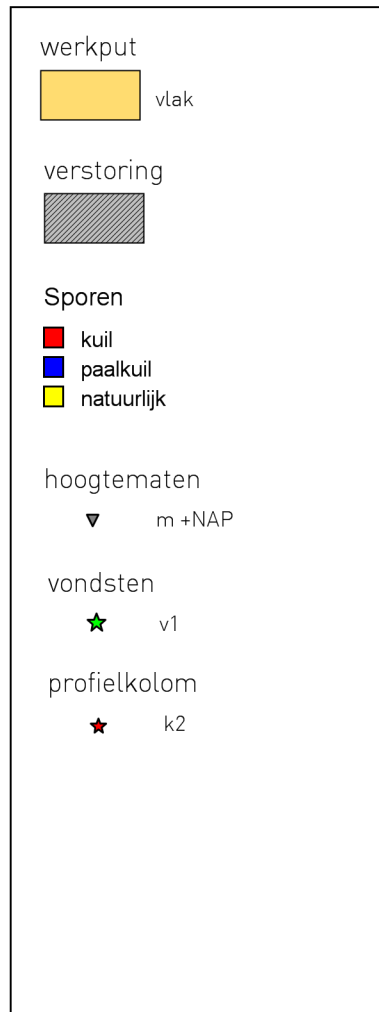 werkput
vlak
verstoring
Sporen
kuil
paalkuil
natuurlijk
hoogtematen
m +NAP
vondsten
v1
profielkolom
k2